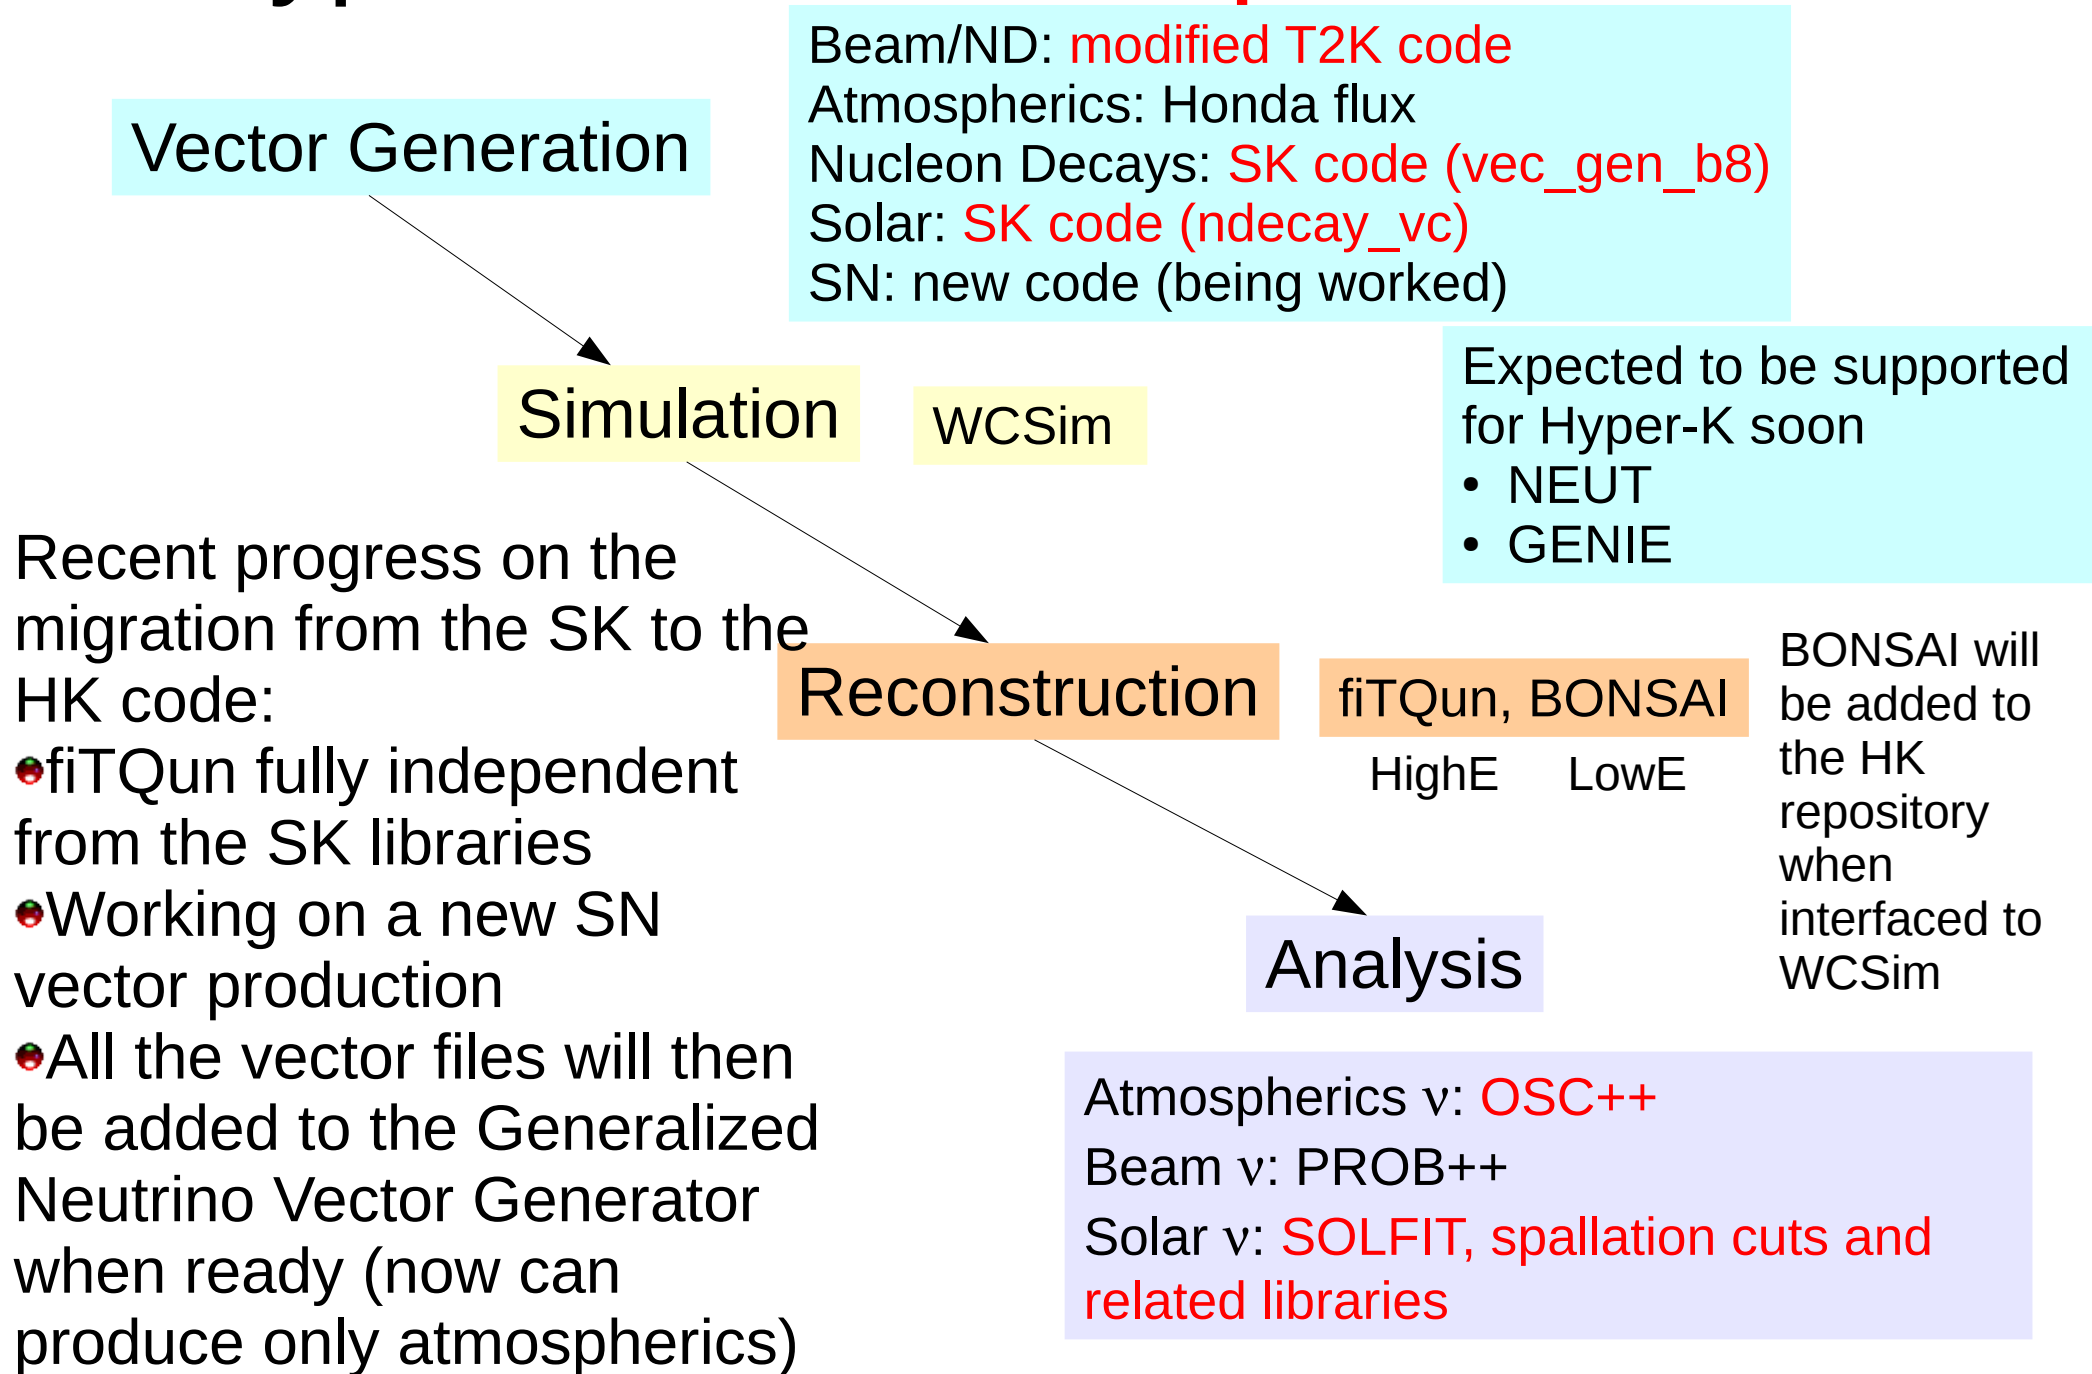 Beam/ND: modified T2K code
Atmospherics: Honda flux
Nucleon Decays: SK code (vec_gen_b8)
Solar: SK code (ndecay_vc)
SN: new code (being worked)
Vector Generation
Expected to be supported
for Hyper-K soon
• NEUT
• GENIE
Simulation
WCSim
Recent progress on the
migration from the SK to the
HK code:
fiTQun fully independent
from the SK libraries
Working on a new SN
vector production
All the vector files will then
be added to the Generalized
Neutrino Vector Generator
when ready (now can
produce only atmospherics)
Reconstruction
fiTQun, BONSAI
HighE LowE
BONSAI will
be added to
the HK
repository
when
interfaced to
WCSim
Analysis
Atmospherics ν: OSC++
Beam ν: PROB++
Solar ν: SOLFIT, spallation cuts and
related libraries